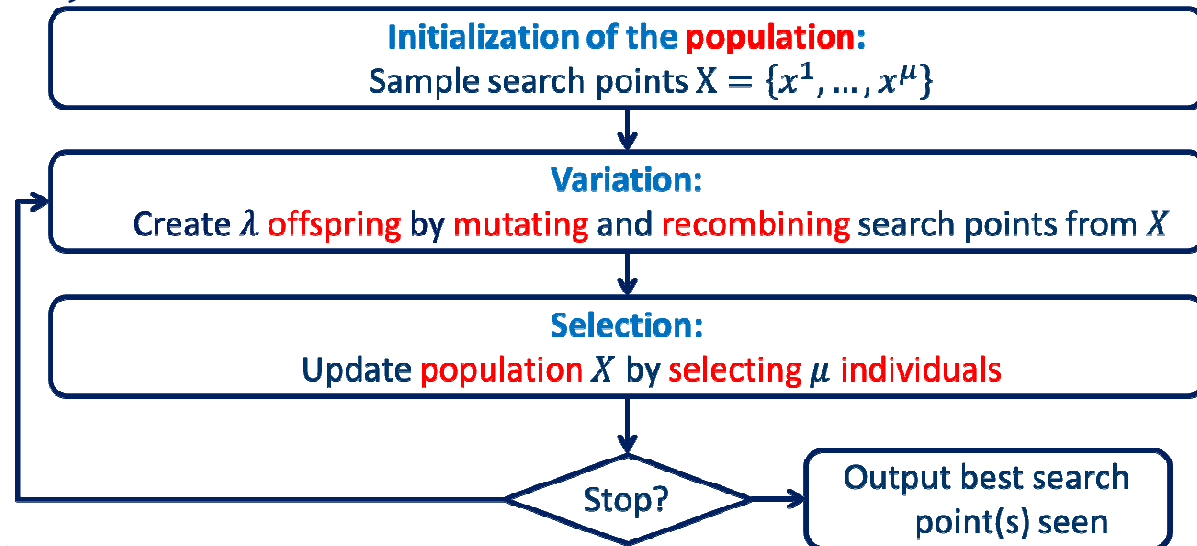 Initialization of the population:
Sample search points X = {x¹, ..., x^μ}
Variation:
Create λ offspring by mutating and recombining search points from X
Selection:
Update population X by selecting μ individuals
Stop?
Output best search
point(s) seen